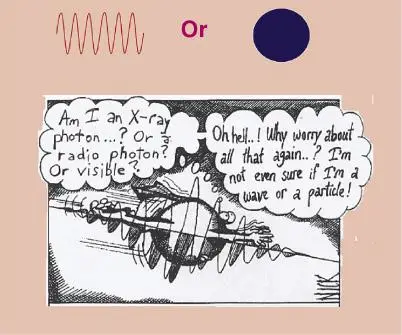 Or
Am I an X-ray
photon...? Or a
radio photon?
Or visible?
Oh hell..! Why worry about
all that again..? I'm
not even sure if I'm a
wave or a particle!
NICK